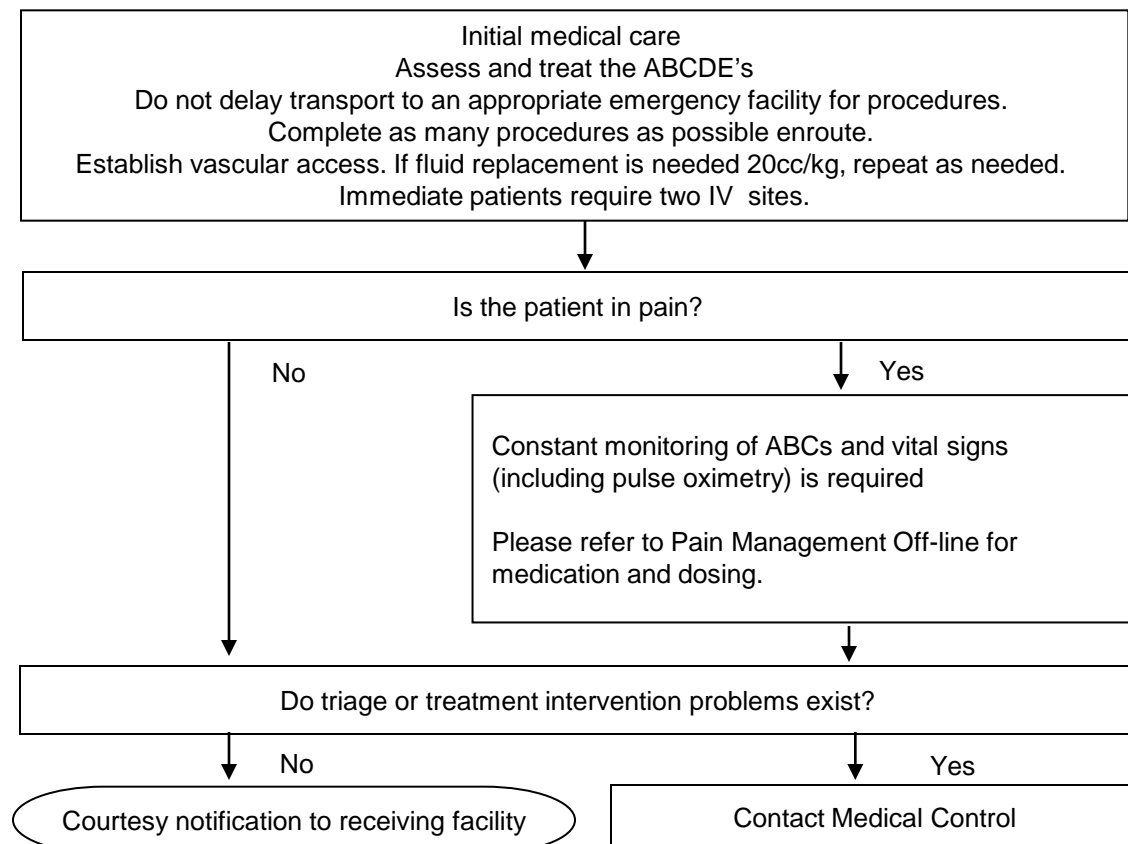 Initial medical care
Assess and treat the ABCDE's
Do not delay transport to an appropriate emergency facility for procedures.
Complete as many procedures as possible enroute.
Establish vascular access. If fluid replacement is needed 20cc/kg, repeat as needed.
Immediate patients require two IV sites.
Is the patient in pain?
No
Yes
Constant monitoring of ABCs and vital signs
(including pulse oximetry) is required
Please refer to Pain Management Off-line for
medication and dosing.
Do triage or treatment intervention problems exist?
No
Yes
Courtesy notification to receiving facility
Contact Medical Control